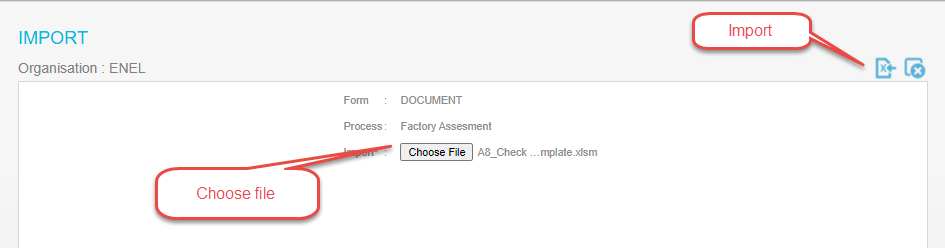 IMPORT
Import
Organisation : ENEL
Form : DOCUMENT
Process : Factory Assesment
Import : Choose File A8_Check ...mplate.xlsm
Choose file